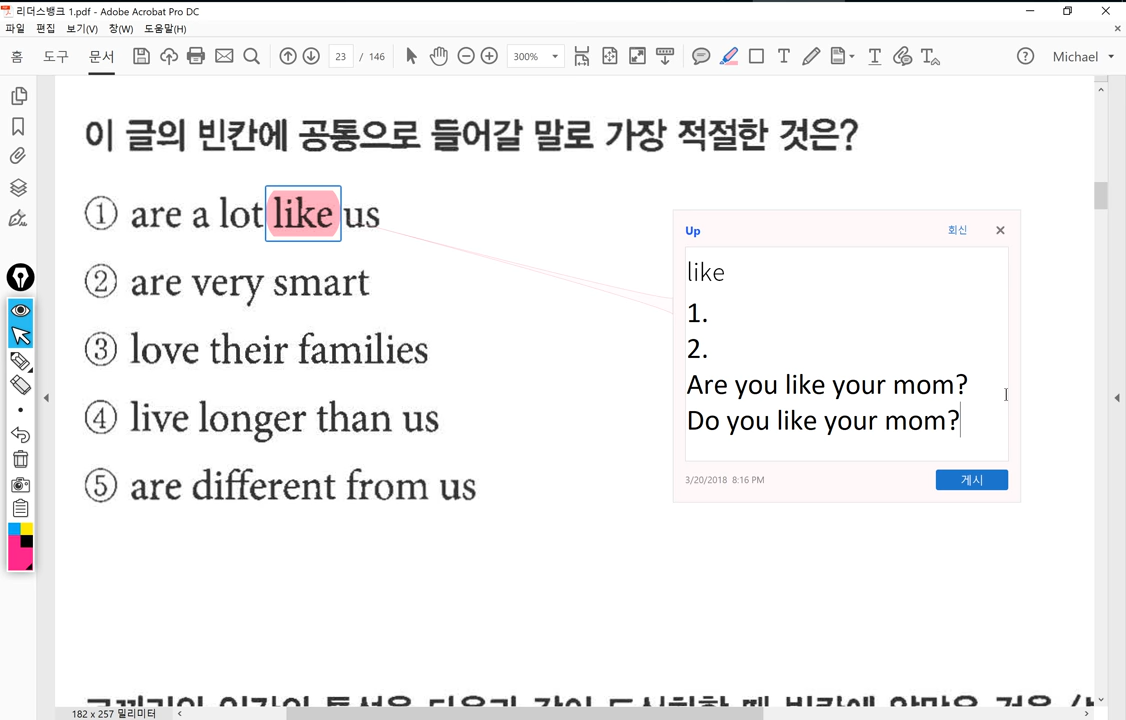 리더스뱅크 1.pdf - Adobe Acrobat Pro DC
파일 편집 보기(V) 창(W) 도움말(H)
홈 도구 문서 23 / 146 300% Michael
이 글의 빈칸에 공통으로 들어갈 말로 가장 적절한 것은?
① are a lot like us
② are very smart
③ love their families
④ live longer than us
⑤ are different from us
Up 회신
like
1.
2.
Are you like your mom?
Do you like your mom?
3/20/2018 8:16 PM 게시
182 x 257 밀리미터